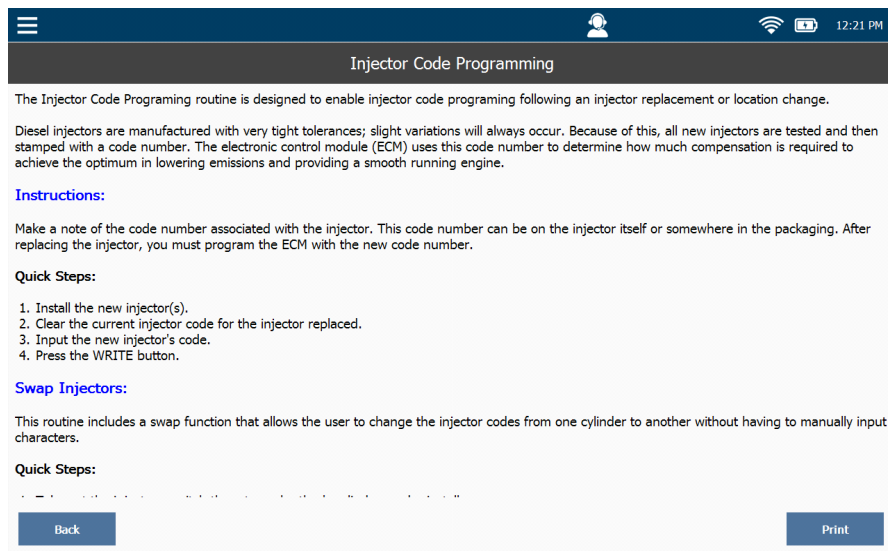 12:21 PM
Injector Code Programming
The Injector Code Programing routine is designed to enable injector code programing following an injector replacement or location change.
Diesel injectors are manufactured with very tight tolerances; slight variations will always occur. Because of this, all new injectors are tested and then
stamped with a code number. The electronic control module (ECM) uses this code number to determine how much compensation is required to
achieve the optimum in lowering emissions and providing a smooth running engine.
Instructions:
Make a note of the code number associated with the injector. This code number can be on the injector itself or somewhere in the packaging. After
replacing the injector, you must program the ECM with the new code number.
Quick Steps:
1. Install the new injector(s).
2. Clear the current injector code for the injector replaced.
3. Input the new injector's code.
4. Press the WRITE button.
Swap Injectors:
This routine includes a swap function that allows the user to change the injector codes from one cylinder to another without having to manually input
characters.
Quick Steps:
Back
Print